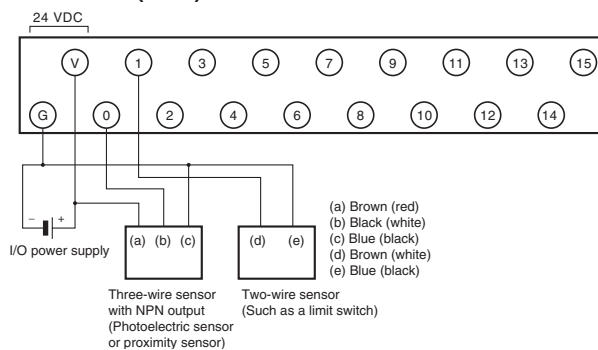 24 VDC
V 1 3 5 7 9 11 13 15
G 0 2 4 6 8 10 12 14
− +
I/O power supply
(a) (b) (c)
(d) (e)
(a) Brown (red)
(b) Black (white)
(c) Blue (black)
(d) Brown (white)
(e) Blue (black)
Three-wire sensor
with NPN output
(Photoelectric sensor
or proximity sensor)
Two-wire sensor
(Such as a limit switch)